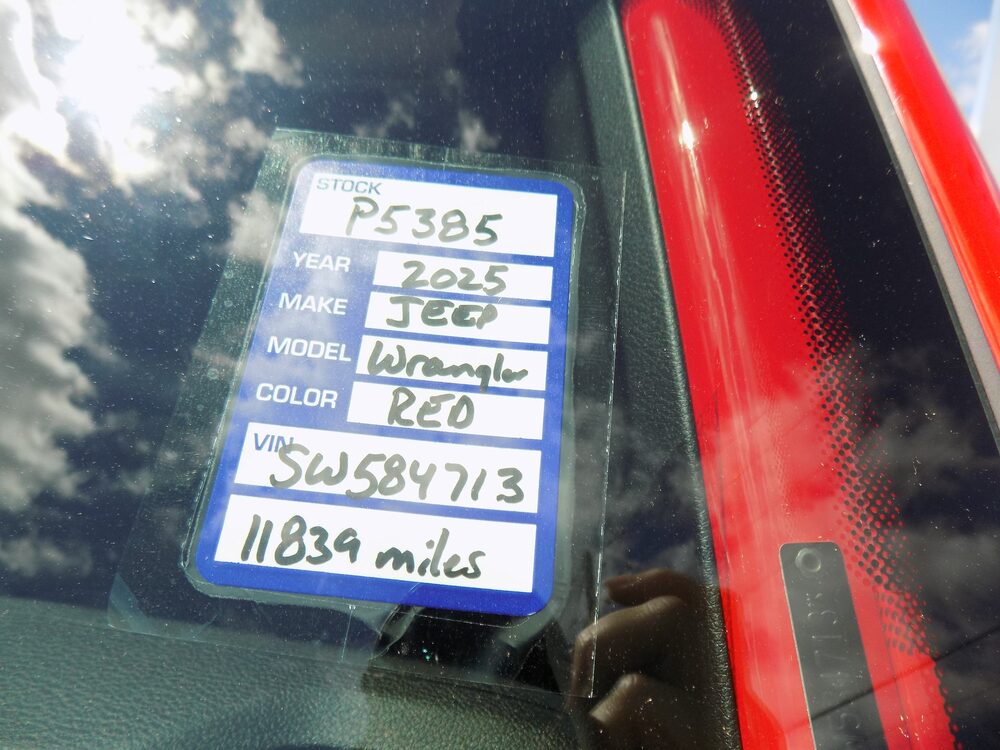 STOCK
P5385
YEAR 2025
MAKE JEEP
MODEL Wrangler
COLOR RED
VIN
SW584713
11839 miles